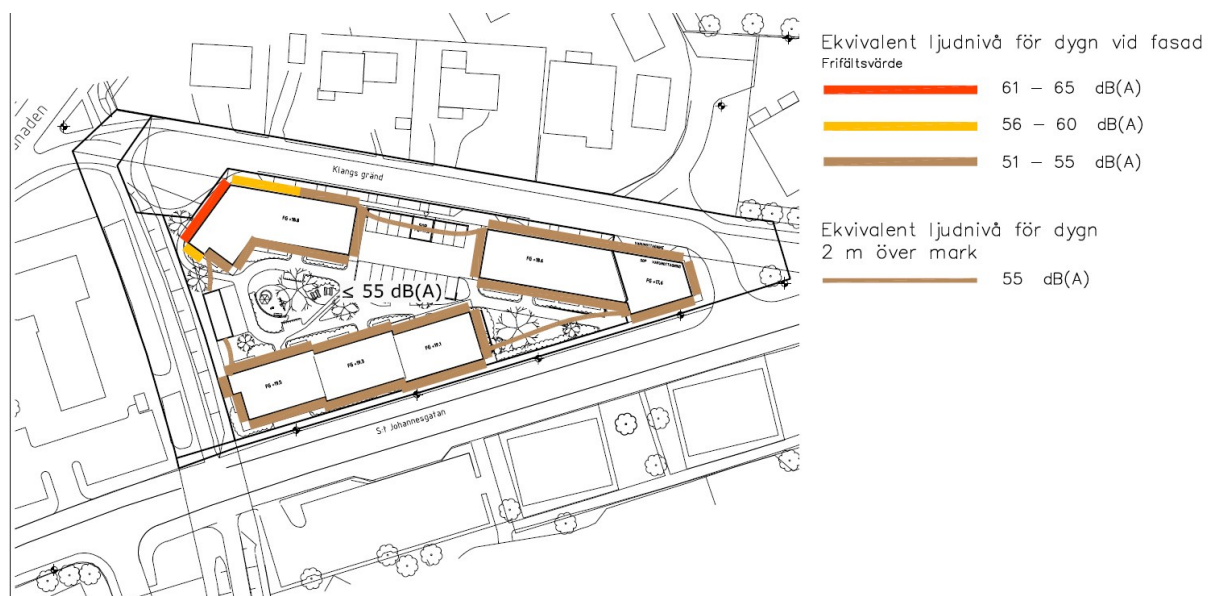 Ekvivalent ljudnivå för dygn vid fasad
Frifältsvärde
61 – 65 dB(A)
56 – 60 dB(A)
51 – 55 dB(A)
Ekvivalent ljudnivå för dygn
2 m över mark
55 dB(A)
naden
Klangs gränd
≤ 55 dB(A)
S:t Johannesgatan